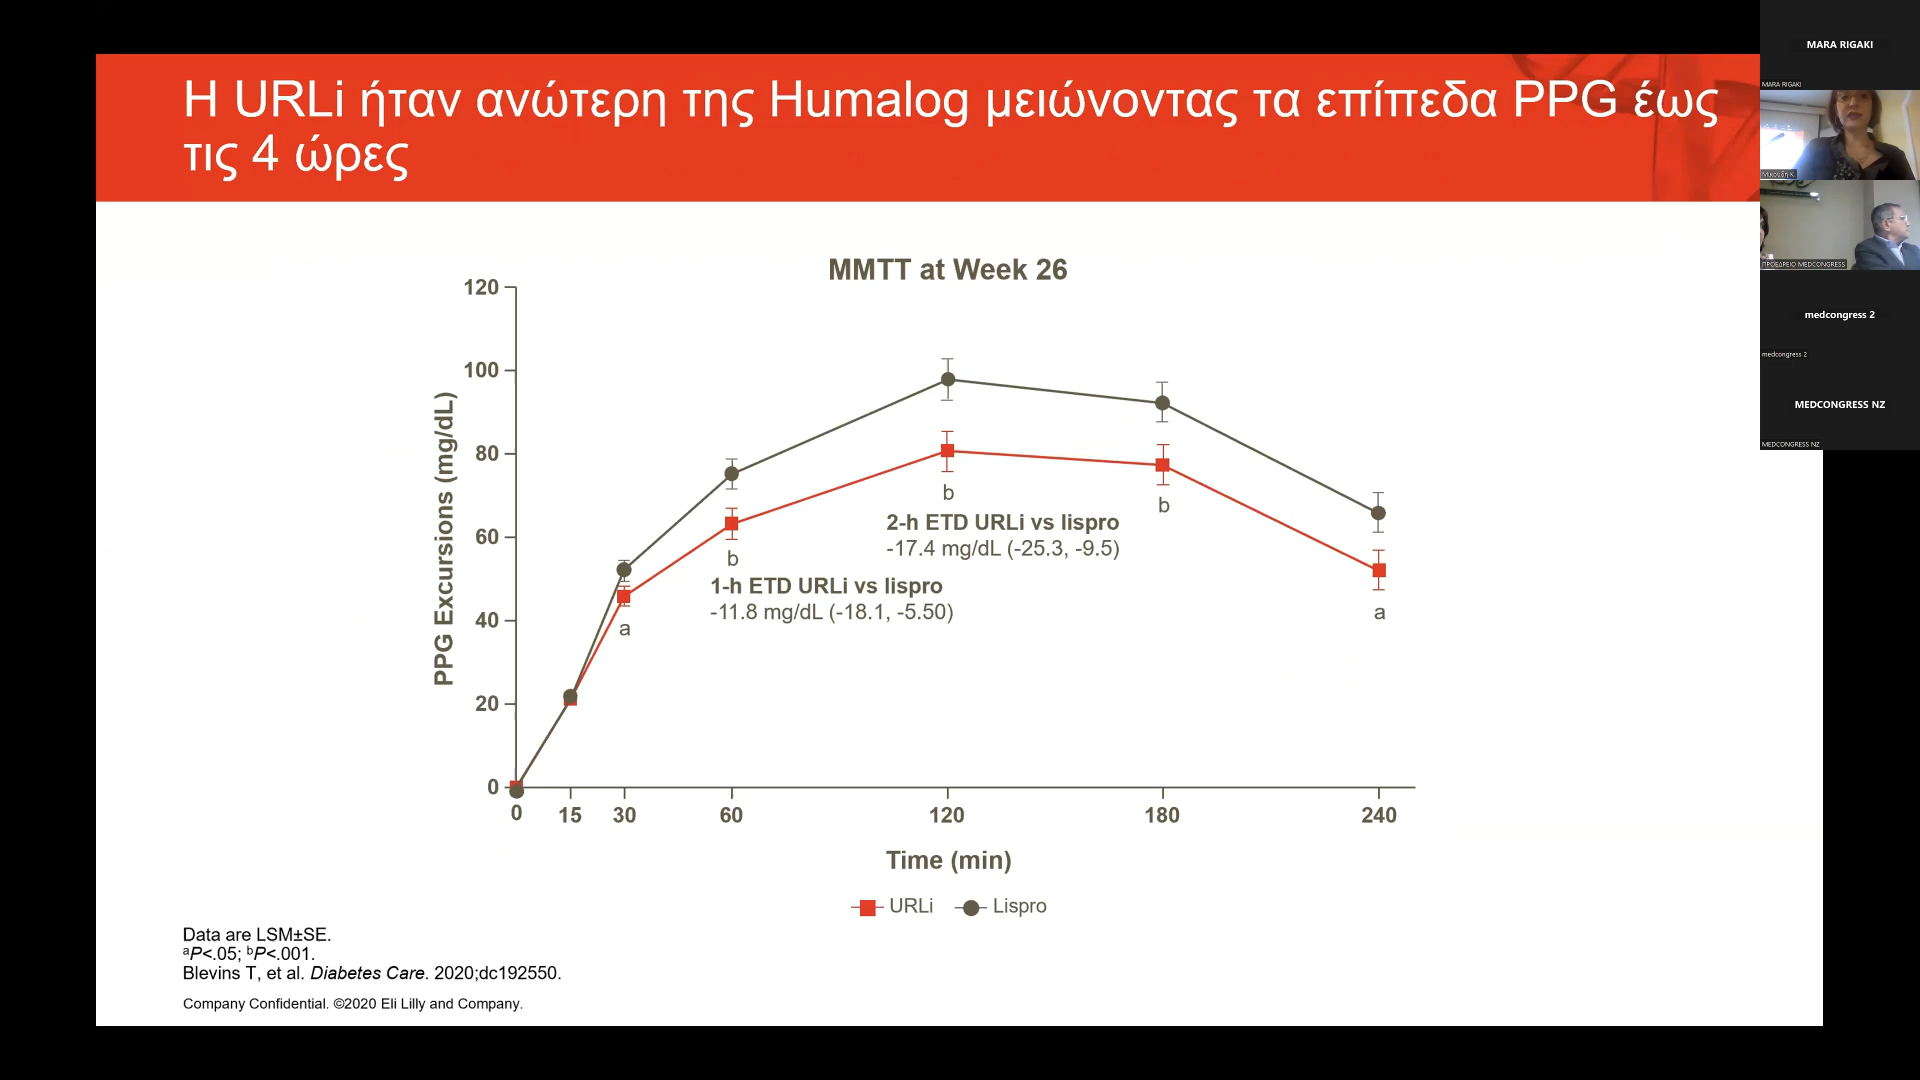 Η URLi ήταν ανώτερη της Humalog μειώνοντας τα επίπεδα PPG έως
τις 4 ώρες
MMTT at Week 26
PPG Excursions (mg/dL)
120
100
80
60
40
20
0
a
b
b
b
a
1-h ETD URLi vs lispro
-11.8 mg/dL (-18.1, -5.50)
2-h ETD URLi vs lispro
-17.4 mg/dL (-25.3, -9.5)
0 15 30 60 120 180 240
Time (min)
URLi Lispro
Data are LSM±SE.
ᵃP<.05; ᵇP<.001.
Blevins T, et al. Diabetes Care. 2020;dc192550.
Company Confidential. ©2020 Eli Lilly and Company.
MARA RIGAKI
MARA RIGAKI
ΠΡΟΕΔΡΕΙΟ MEDCONGRESS
medcongress 2
medcongress 2
MEDCONGRESS NZ
MEDCONGRESS NZ